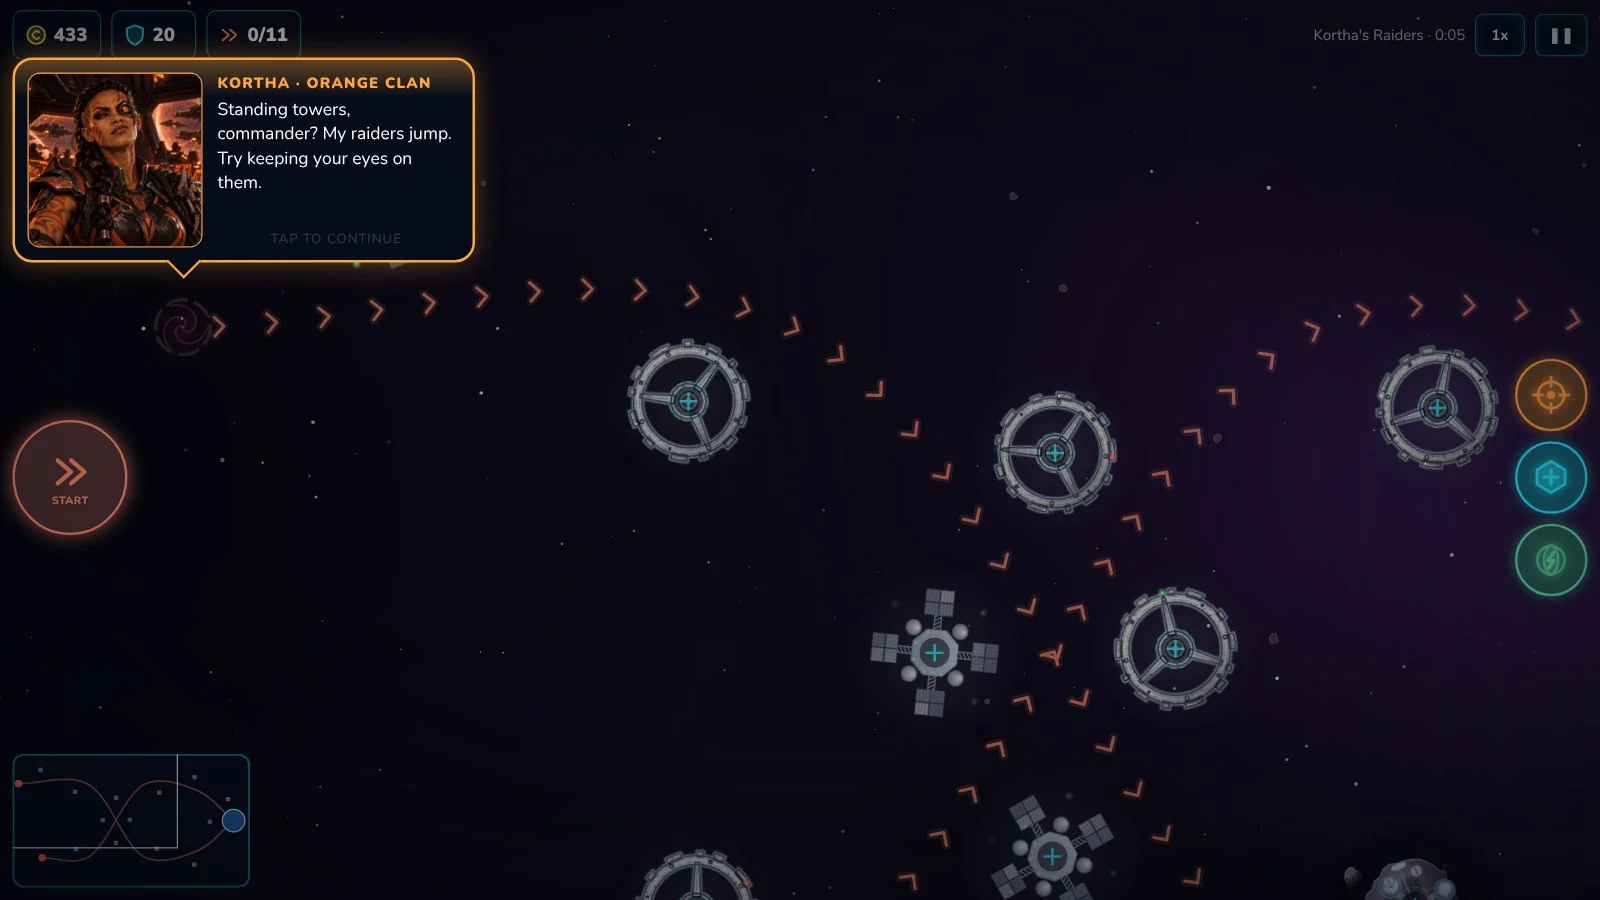 433
20
0/11
Kortha's Raiders · 0:05
1x
KORTHA · ORANGE CLAN
Standing towers,
commander? My raiders jump.
Try keeping your eyes on
them.
TAP TO CONTINUE
START